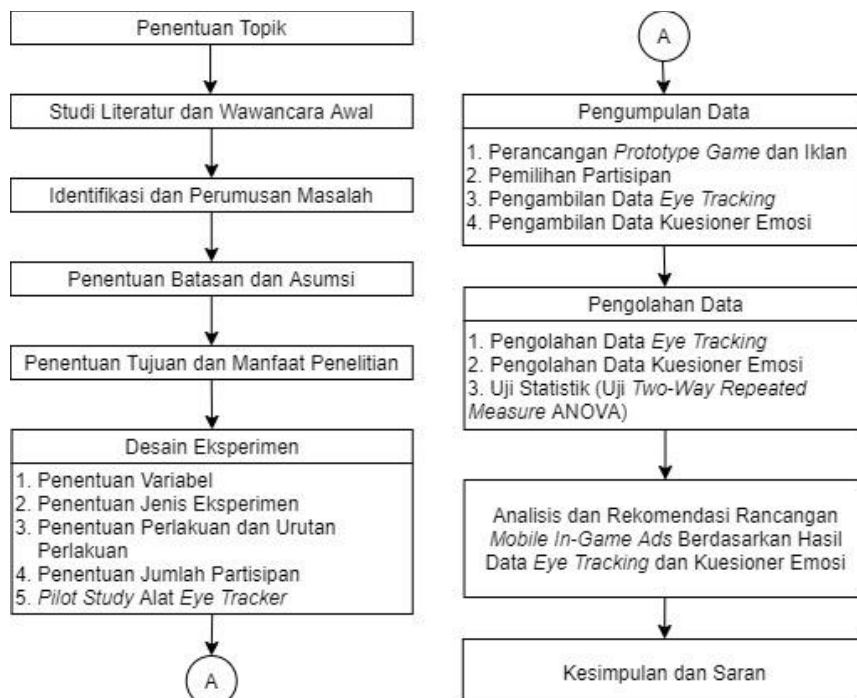 Penentuan Topik
Studi Literatur dan Wawancara Awal
Identifikasi dan Perumusan Masalah
Penentuan Batasan dan Asumsi
Penentuan Tujuan dan Manfaat Penelitian
Desain Eksperimen
1. Penentuan Variabel
2. Penentuan Jenis Eksperimen
3. Penentuan Perlakuan dan Urutan
Perlakuan
4. Penentuan Jumlah Partisipan
5. Pilot Study Alat Eye Tracker
A
A
Pengumpulan Data
1. Perancangan Prototype Game dan Iklan
2. Pemilihan Partisipan
3. Pengambilan Data Eye Tracking
4. Pengambilan Data Kuesioner Emosi
Pengolahan Data
1. Pengolahan Data Eye Tracking
2. Pengolahan Data Kuesioner Emosi
3. Uji Statistik (Uji Two-Way Repeated
Measure ANOVA)
Analisis dan Rekomendasi Rancangan
Mobile In-Game Ads Berdasarkan Hasil
Data Eye Tracking dan Kuesioner Emosi
Kesimpulan dan Saran